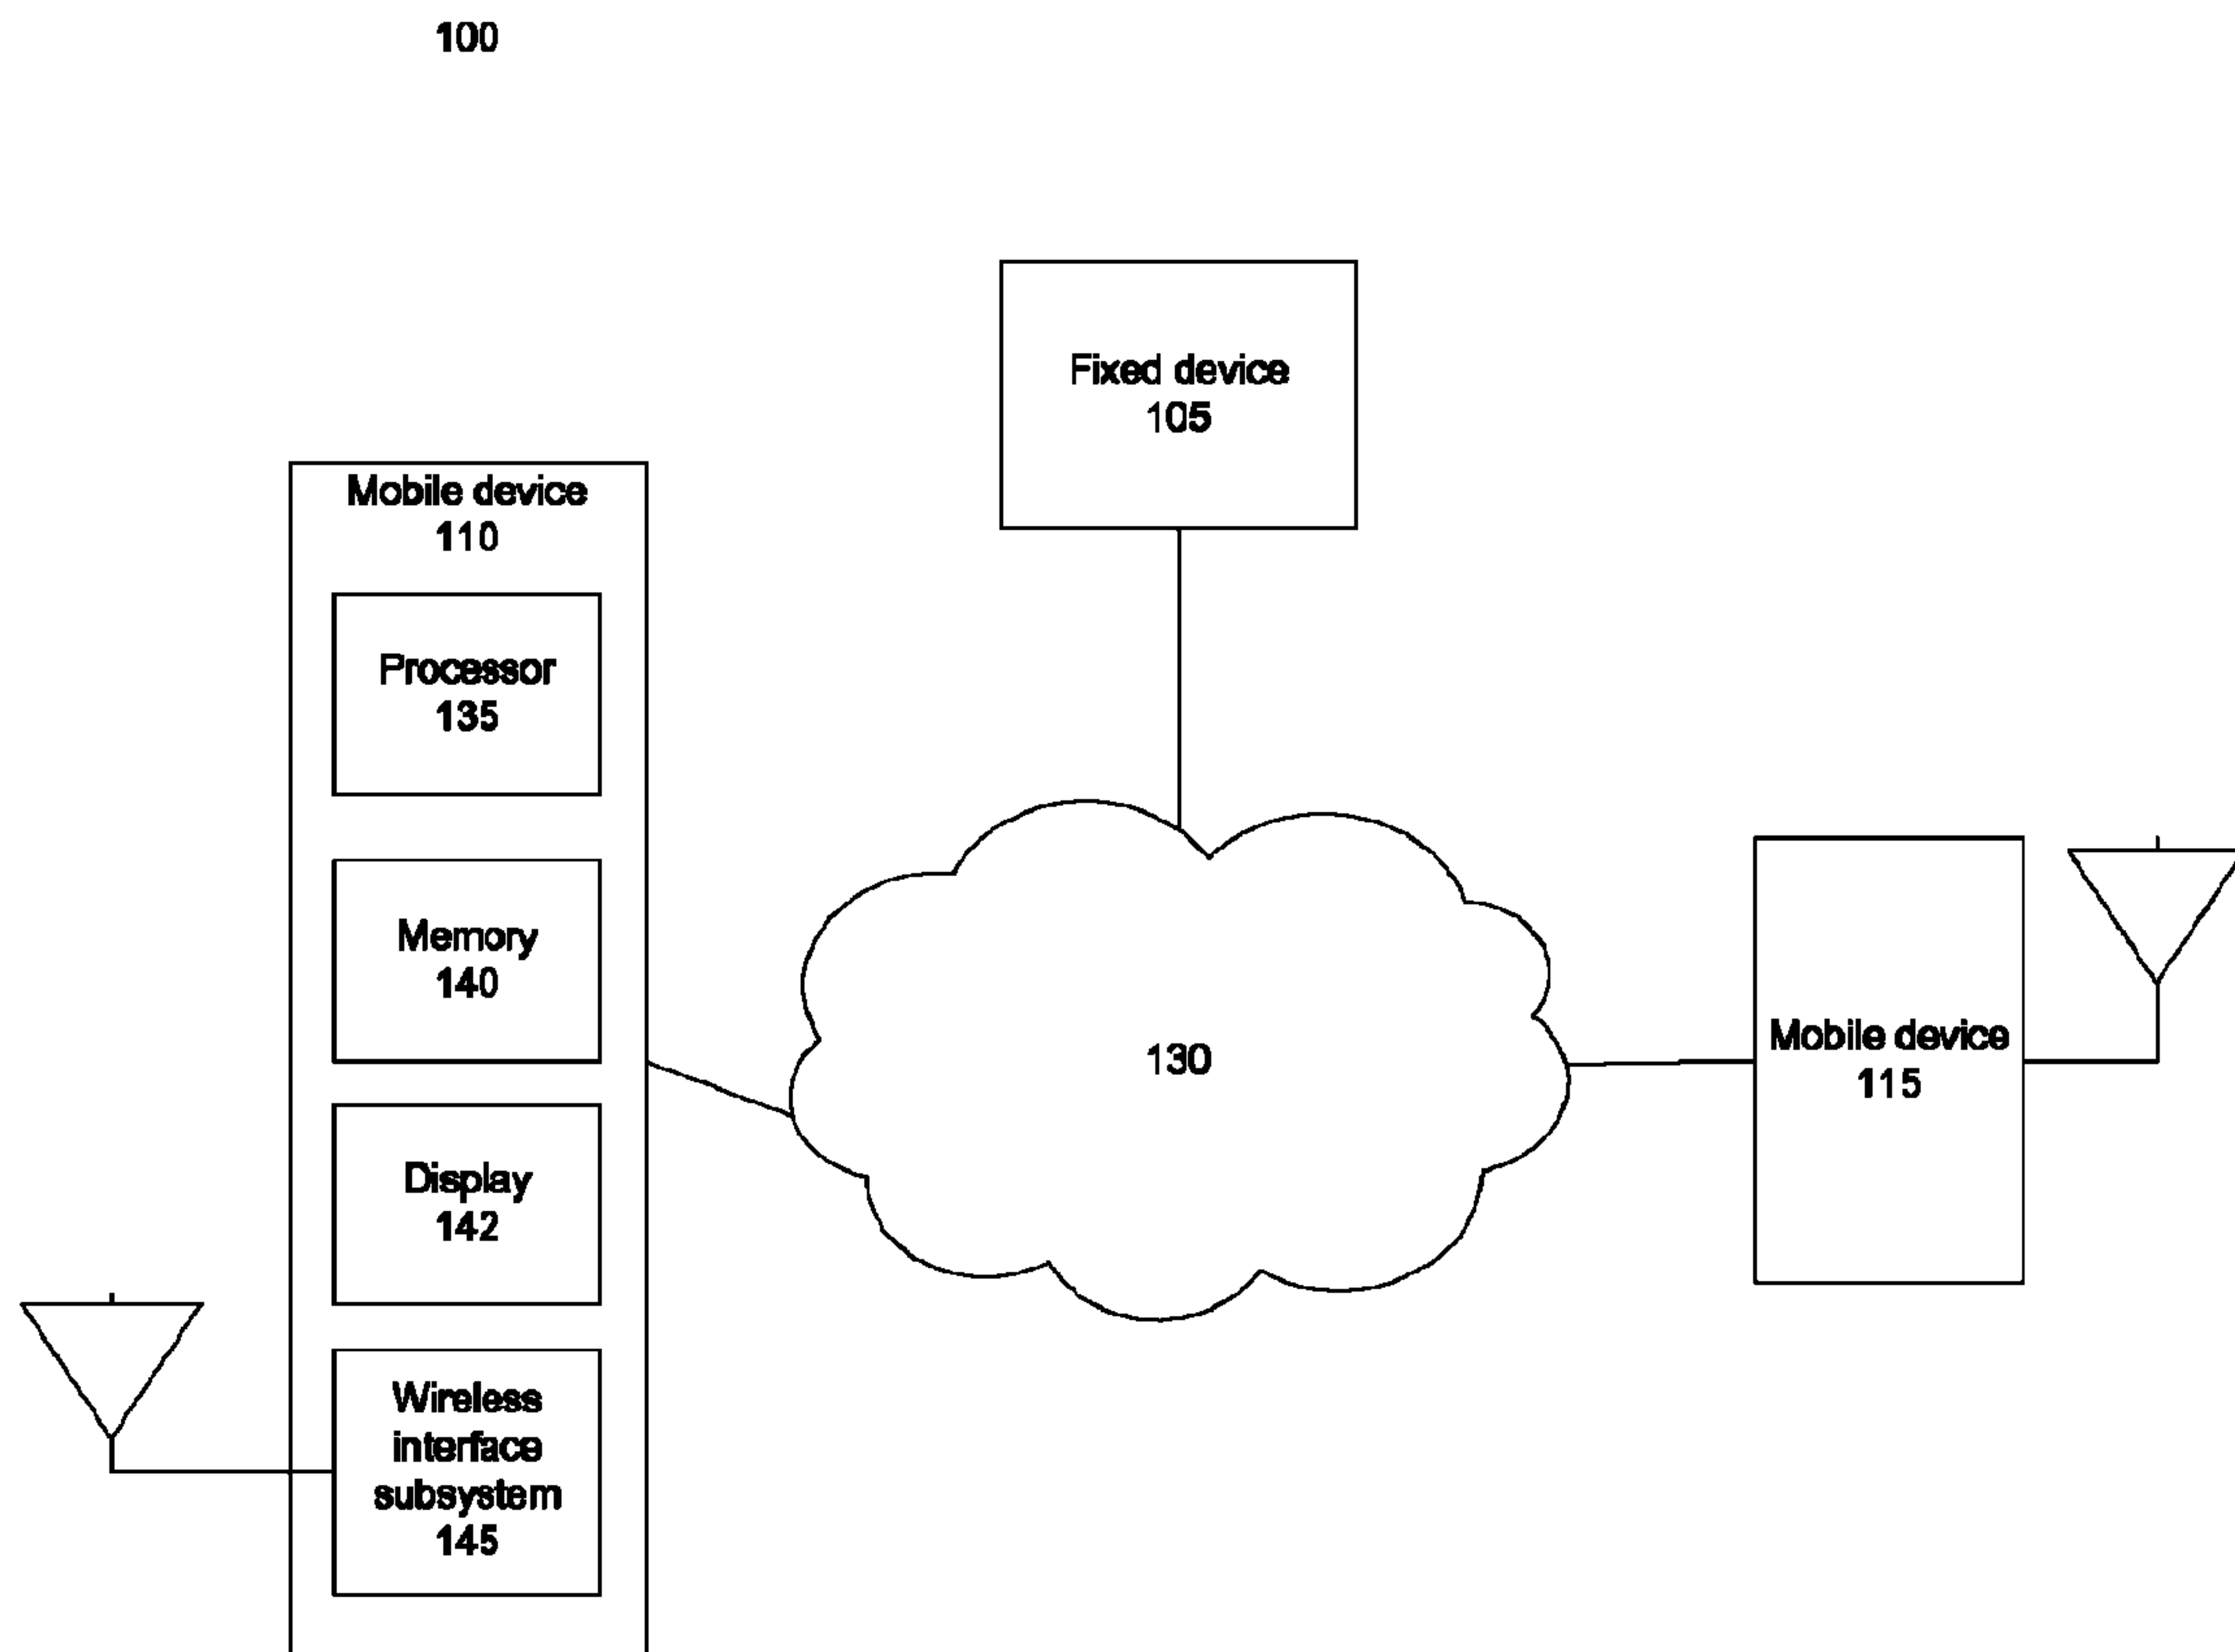 100
Fixed device
105
Mobile device
110
Processor
135
Memory
140
Display
142
Wireless
interface
subsystem
145
130
Mobile device
115